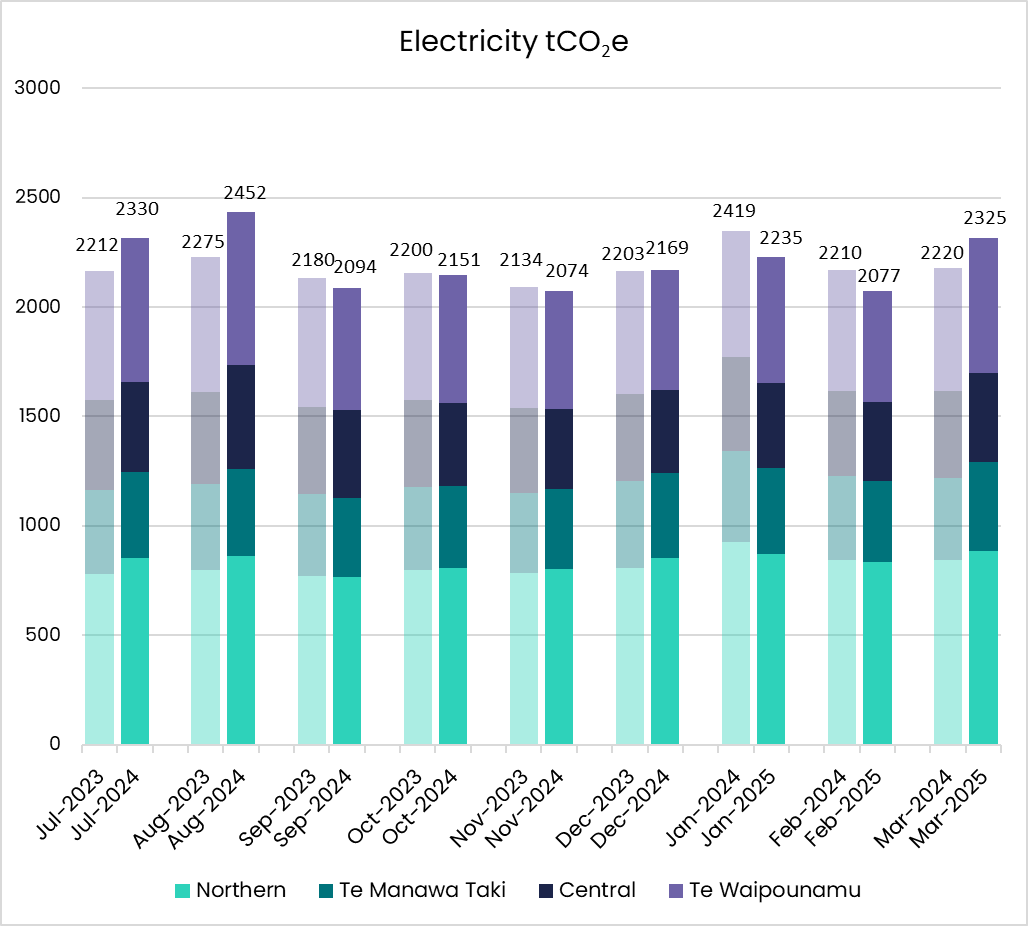 Electricity tCO₂e
3000
2500
2000
1500
1000
500
0
2212
2330
2275
2452
2180
2094
2200
2151
2134
2074
2203
2169
2419
2235
2210
2077
2220
2325
Jul-2023
Jul-2024
Aug-2023
Aug-2024
Sep-2023
Sep-2024
Oct-2023
Oct-2024
Nov-2023
Nov-2024
Dec-2023
Dec-2024
Jan-2024
Jan-2025
Feb-2024
Feb-2025
Mar-2024
Mar-2025
Northern Te Manawa Taki Central Te Waipounamu